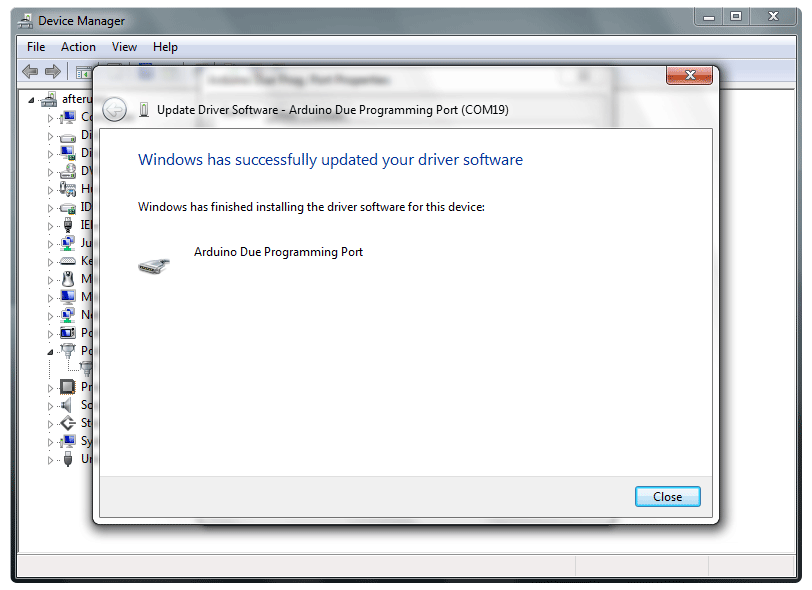 Device Manager
File Action View Help
Arduino Due Prog. Port Properties
afteru
Update Driver Software - Arduino Due Programming Port (COM19)
Windows has successfully updated your driver software
Windows has finished installing the driver software for this device:
Arduino Due Programming Port
Co
Di
Di
DV
Hu
ID
IEE
Ju
Ke
M
M
Ne
Po
Po
Pr
So
St
Sy
Un
Close